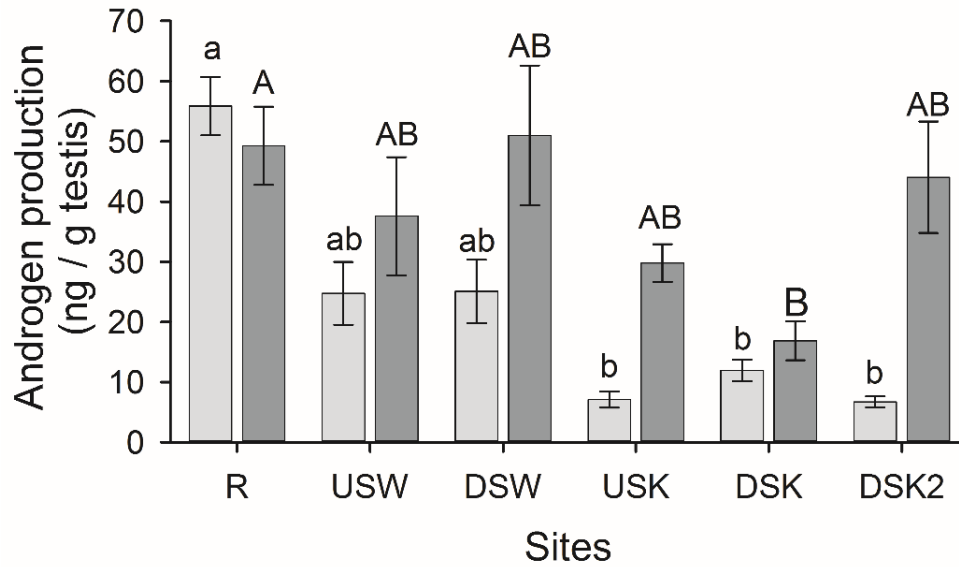 Androgen production
(ng / g testis)
70
60
50
40
30
20
10
0
a
A
ab
AB
ab
AB
b
AB
b
B
b
AB
R USW DSW USK DSK DSK2
Sites